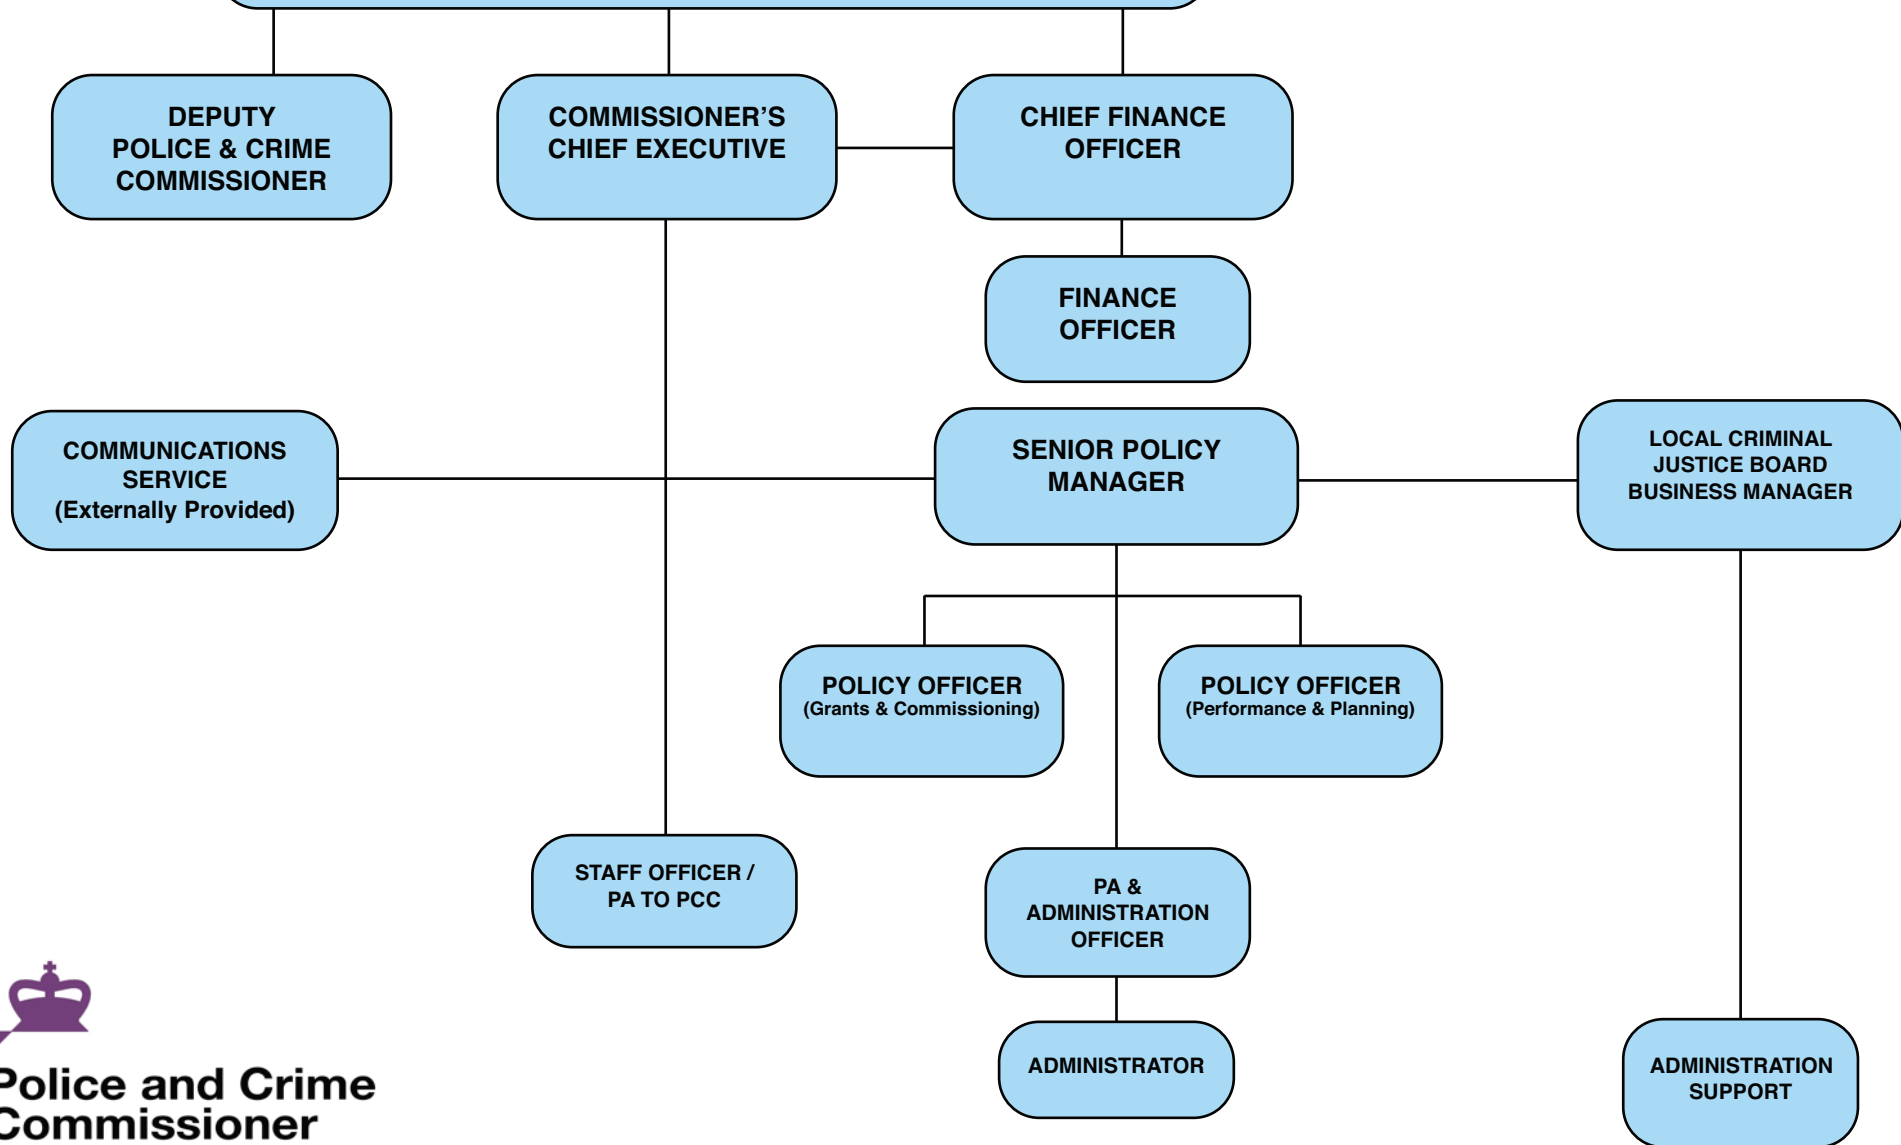 DEPUTY
POLICE & CRIME
COMMISSIONER
COMMISSIONER’S
CHIEF EXECUTIVE
CHIEF FINANCE
OFFICER
FINANCE
OFFICER
COMMUNICATIONS
SERVICE
(Externally Provided)
SENIOR POLICY
MANAGER
LOCAL CRIMINAL
JUSTICE BOARD
BUSINESS MANAGER
POLICY OFFICER
(Grants & Commissioning)
POLICY OFFICER
(Performance & Planning)
STAFF OFFICER /
PA TO PCC
PA &
ADMINISTRATION
OFFICER
ADMINISTRATOR
ADMINISTRATION
SUPPORT
Police and Crime
Commissioner